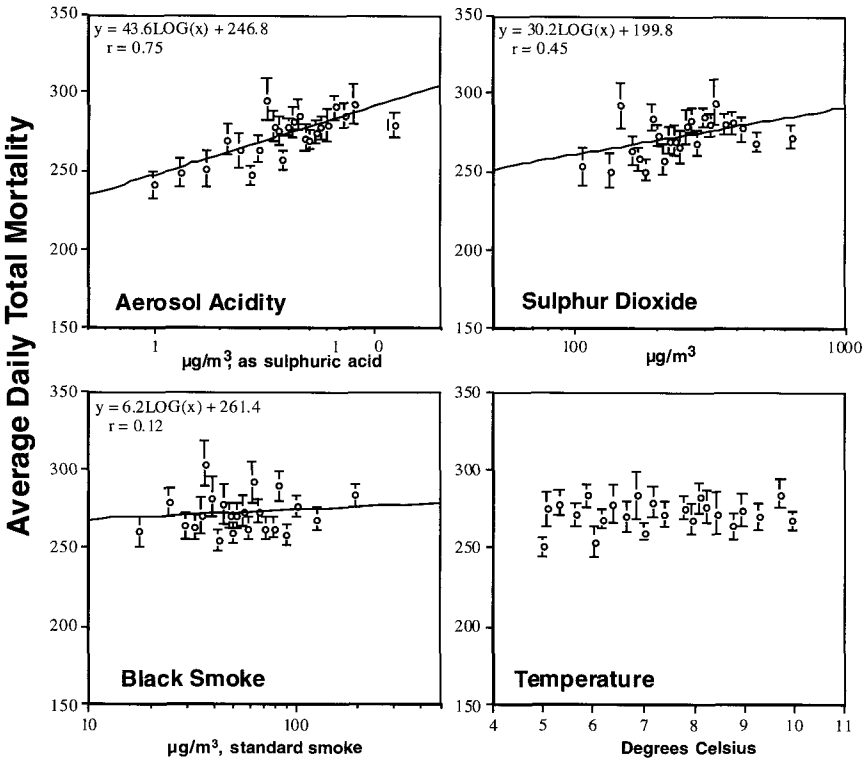 Average Daily Total Mortality
y = 43.6LOG(x) + 246.8
r = 0.75
350
300
250
200
150
Aerosol Acidity
1
1 0
µg/m³, as sulphuric acid
y = 30.2LOG(x) + 199.8
r = 0.45
350
300
250
200
150
Sulphur Dioxide
100
1000
µg/m³
y = 6.2LOG(x) + 261.4
r = 0.12
350
300
250
200
150
Black Smoke
10
100
µg/m³, standard smoke
350
300
250
200
150
Temperature
4 5 6 7 8 9 10 11
Degrees Celsius